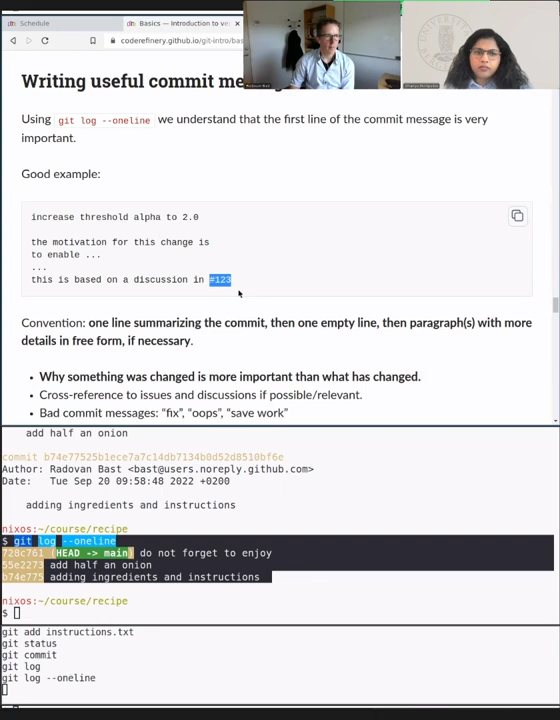 Schedule
Basics — Introduction to ve
coderefinery.github.io/git-intro/bas
Writing useful commit me
Using git log --oneline we understand that the first line of the commit message is very
important.
Good example:
increase threshold alpha to 2.0
the motivation for this change is
to enable ...
...
this is based on a discussion in #123
Convention: one line summarizing the commit, then one empty line, then paragraph(s) with more
details in free form, if necessary.
• Why something was changed is more important than what has changed.
• Cross-reference to issues and discussions if possible/relevant.
• Bad commit messages: “fix”, “oops”, “save work”
add half an onion
commit b74e77525b1ece7a7c14db7134b0d52d8510bf6e
Author: Radovan Bast <bast@users.noreply.github.com>
Date: Tue Sep 20 09:58:48 2022 +0200
adding ingredients and instructions
nixos:~/course/recipe
$ git log --oneline
728c761 (HEAD -> main) do not forget to enjoy
55e2273 add half an onion
b74e775 adding ingredients and instructions
nixos:~/course/recipe
$
git add instructions.txt
git status
git commit
git log
git log --oneline